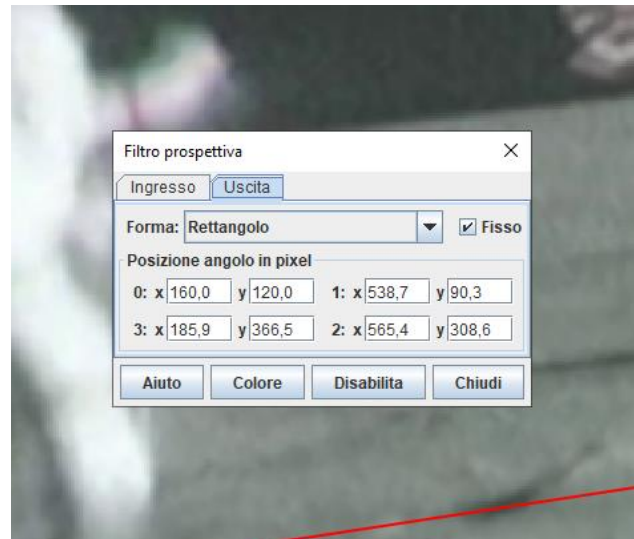 Filtro prospettiva
Ingresso Uscita
Forma: Rettangolo Fisso
Posizione angolo in pixel
0: x 160,0 y 120,0 1: x 538,7 y 90,3
3: x 185,9 y 366,5 2: x 565,4 y 308,6
Aiuto Colore Disabilita Chiudi